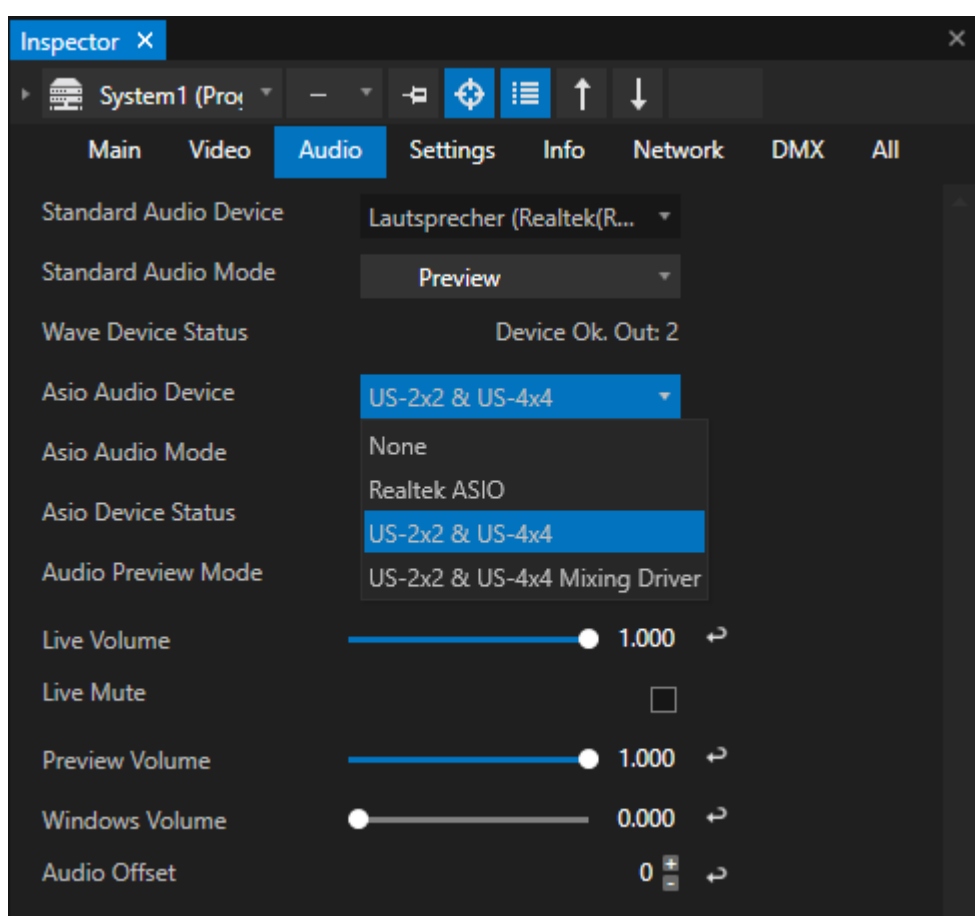 Inspector
System1 (Proç
Main Video Audio Settings Info Network DMX All
Standard Audio Device Lautsprecher (Realtek(R...
Standard Audio Mode Preview
Wave Device Status Device Ok. Out: 2
Asio Audio Device US-2x2 & US-4x4
None
Asio Audio Mode
Realtek ASIO
Asio Device Status
US-2x2 & US-4x4
Audio Preview Mode US-2x2 & US-4x4 Mixing Driver
Live Volume 1.000
Live Mute
Preview Volume 1.000
Windows Volume 0.000
Audio Offset 0